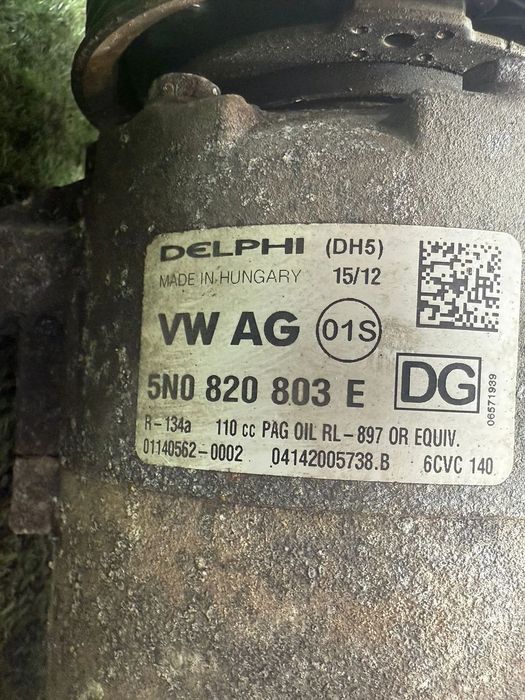 DELPHI (DH5)
MADE IN HUNGARY 15/12
VW AG 01S
5N0 820 803 E DG
06571939
R-134a 110 cc PAG OIL RL-897 OR EQUIV.
01140562-0002 04142005738.B 6CVC 140